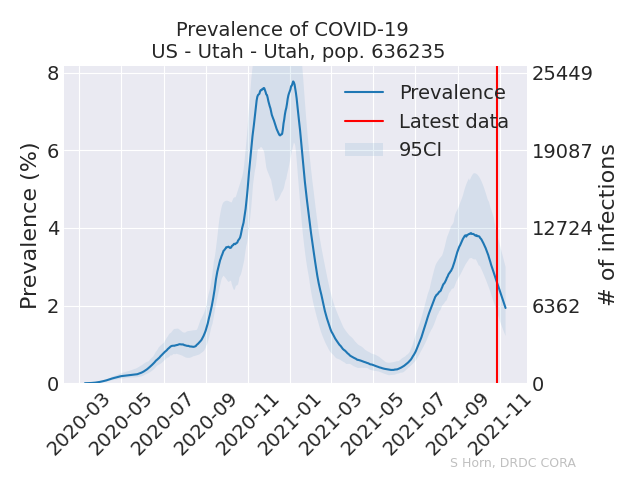 Prevalence of COVID-19
US - Utah - Utah, pop. 636235
Prevalence (%)
8
6
4
2
0
Prevalence
Latest data
95CI
25449
19087
12724
6362
0
# of infections
2020-03
2020-05
2020-07
2020-09
2020-11
2021-01
2021-03
2021-05
2021-07
2021-09
2021-11
S Horn, DRDC CORA